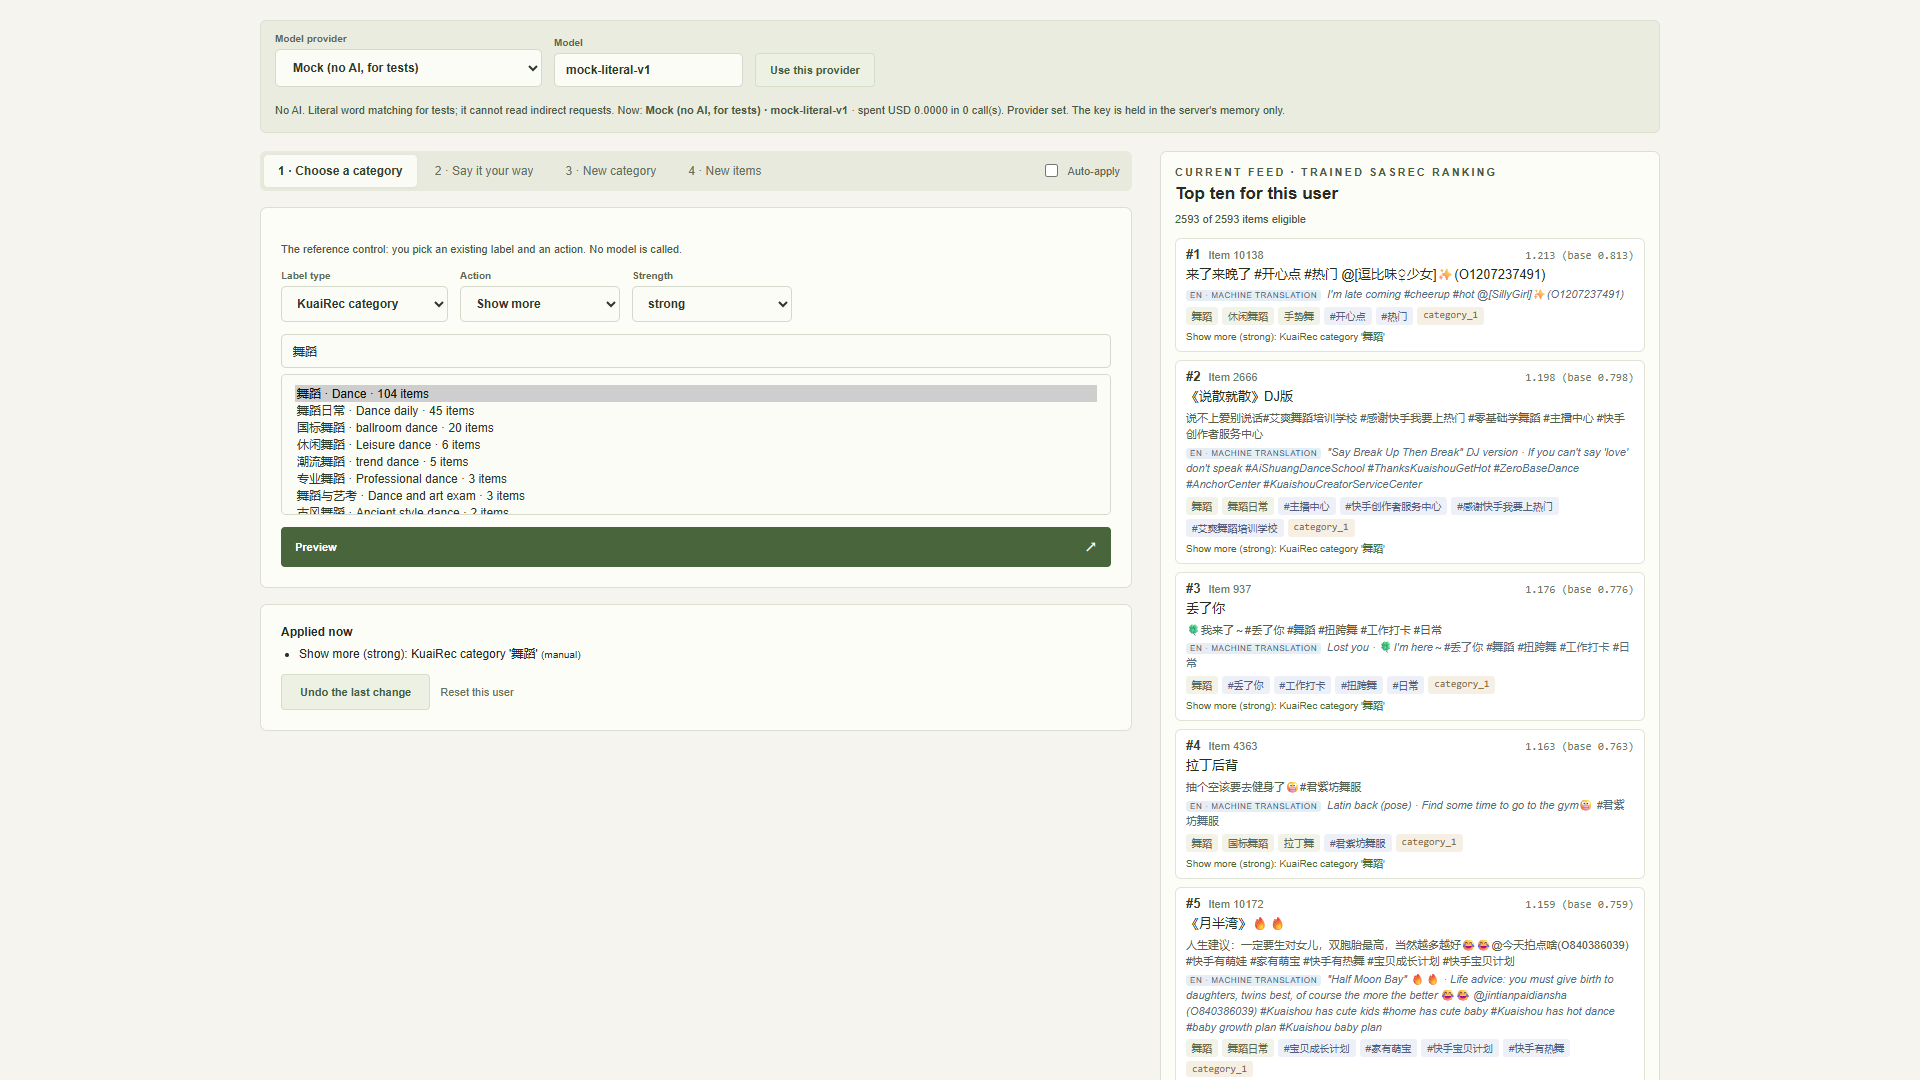 Model provider
Mock (no AI, for tests)
Model
mock-literal-v1
Use this provider
No AI. Literal word matching for tests; it cannot read indirect requests. Now: Mock (no AI, for tests) · mock-literal-v1 · spent USD 0.0000 in 0 call(s). Provider set. The key is held in the server's memory only.
1 · Choose a category
2 · Say it your way
3 · New category
4 · New items
Auto-apply
The reference control: you pick an existing label and an action. No model is called.
Label type
Action
Strength
KuaiRec category
Show more
strong
舞蹈
舞蹈 · Dance · 104 items
舞蹈日常 · Dance daily · 45 items
国标舞蹈 · ballroom dance · 20 items
休闲舞蹈 · Leisure dance · 6 items
潮流舞蹈 · trend dance · 5 items
专业舞蹈 · Professional dance · 3 items
舞蹈与艺考 · Dance and art exam · 3 items
古风舞蹈 · Ancient style dance · 2 items
Preview ↗
Applied now
• Show more (strong): KuaiRec category '舞蹈' (manual)
Undo the last change
Reset this user
CURRENT FEED · TRAINED SASREC RANKING
Top ten for this user
2593 of 2593 items eligible
#1 Item 10138 1.213 (base 0.813)
来了来晚了 #开心点 #热门 @[逗比味♀少女]✨(O1207237491)
EN · MACHINE TRANSLATION I'm late coming #cheerup #hot @[SillyGirl]✨(O1207237491)
舞蹈 休闲舞蹈 手势舞 #开心点 #热门 category_1
Show more (strong): KuaiRec category '舞蹈'
#2 Item 2666 1.198 (base 0.798)
《说散就散》DJ版
说不上爱别说话#艾爽舞蹈培训学校 #感谢快手我要上热门 #零基础学舞蹈 #主播中心 #快手
创作者服务中心
EN · MACHINE TRANSLATION "Say Break Up Then Break" DJ version · If you can't say 'love'
don't speak #AiShuangDanceSchool #ThanksKuaishouGetHot #ZeroBaseDance
#AnchorCenter #KuaishouCreatorServiceCenter
舞蹈 舞蹈日常 #主播中心 #快手创作者服务中心 #感谢快手我要上热门
#艾爽舞蹈培训学校 category_1
Show more (strong): KuaiRec category '舞蹈'
#3 Item 937 1.176 (base 0.776)
丢了你
🍀我来了～#丢了你 #舞蹈 #扭跨舞 #工作打卡 #日常
EN · MACHINE TRANSLATION Lost you · 🍀I'm here～#丢了你 #舞蹈 #扭跨舞 #工作打卡 #日
常
舞蹈 #丢了你 #工作打卡 #扭跨舞 #日常 category_1
Show more (strong): KuaiRec category '舞蹈'
#4 Item 4363 1.163 (base 0.763)
拉丁后背
抽个空该要去健身了#君紫坊舞服
EN · MACHINE TRANSLATION Latin back (pose) · Find some time to go to the gym #君紫
坊舞服
舞蹈 国标舞蹈 拉丁舞 #君紫坊舞服 category_1
Show more (strong): KuaiRec category '舞蹈'
#5 Item 10172 1.159 (base 0.759)
《月半湾》🔥🔥
人生建议：一定要生对女儿，双胞胎最高，当然越多越好😂😂@今天拍点啥(O840386039)
#快手有萌娃 #家有萌宝 #快手有热舞 #宝贝成长计划 #快手宝贝计划
EN · MACHINE TRANSLATION "Half Moon Bay" 🔥🔥 · Life advice: you must give birth to
daughters, twins best, of course the more the better 😂😂 @jintianpaidiansha
(O840386039) #Kuaishou has cute kids #home has cute baby #Kuaishou has hot dance
#baby growth plan #Kuaishou baby plan
舞蹈 舞蹈日常 #宝贝成长计划 #家有萌宝 #快手宝贝计划 #快手有热舞
category_1